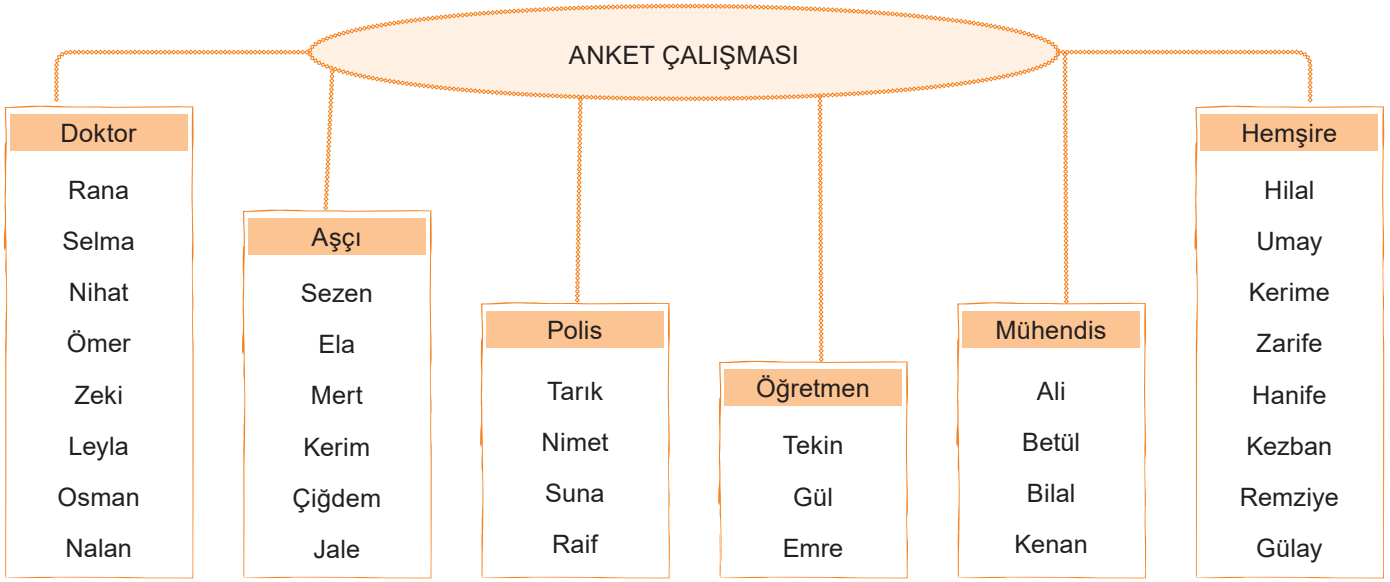 ANKET ÇALIŞMASI
Doktor
Rana
Selma
Nihat
Ömer
Zeki
Leyla
Osman
Nalan
Aşçı
Sezen
Ela
Mert
Kerim
Çiğdem
Jale
Polis
Tarık
Nimet
Suna
Raif
Öğretmen
Tekin
Gül
Emre
Mühendis
Ali
Betül
Bilal
Kenan
Hemşire
Hilal
Umay
Kerime
Zarife
Hanife
Kezban
Remziye
Gülay